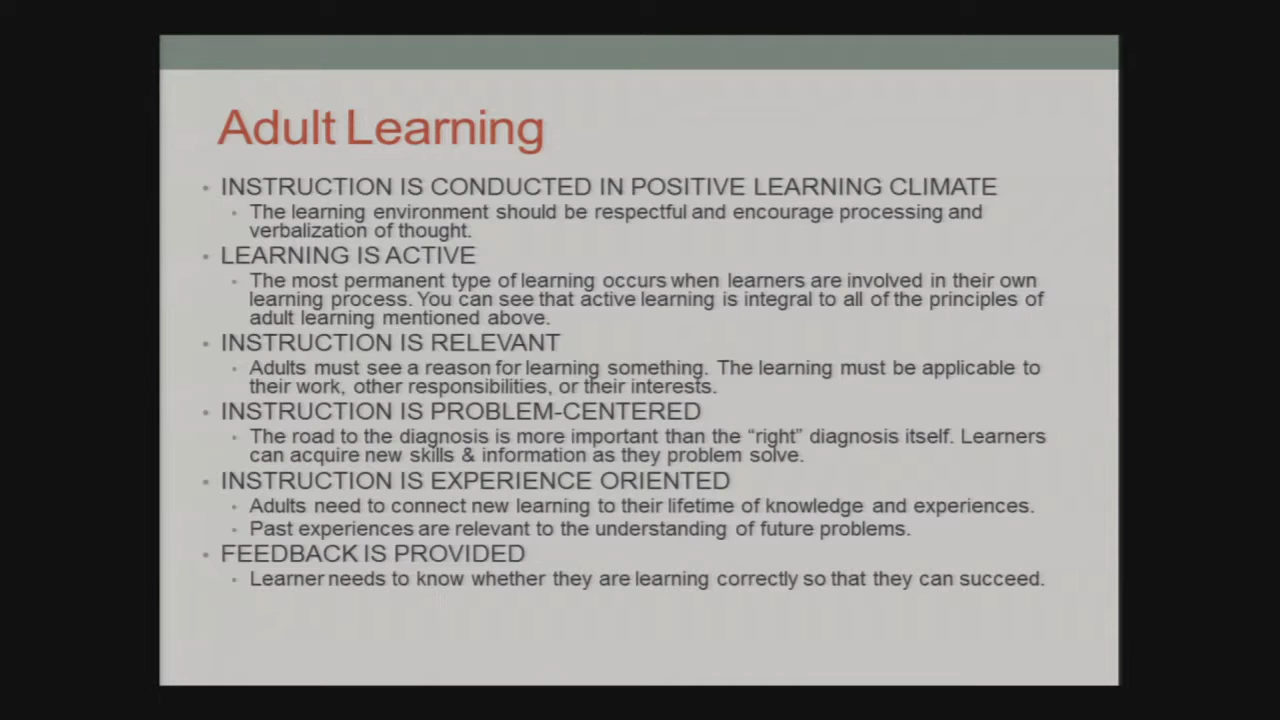 Adult Learning
• INSTRUCTION IS CONDUCTED IN POSITIVE LEARNING CLIMATE
• The learning environment should be respectful and encourage processing and
verbalization of thought.
• LEARNING IS ACTIVE
• The most permanent type of learning occurs when learners are involved in their own
learning process. You can see that active learning is integral to all of the principles of
adult learning mentioned above.
• INSTRUCTION IS RELEVANT
• Adults must see a reason for learning something. The learning must be applicable to
their work, other responsibilities, or their interests.
• INSTRUCTION IS PROBLEM-CENTERED
• The road to the diagnosis is more important than the “right” diagnosis itself. Learners
can acquire new skills & information as they problem solve.
• INSTRUCTION IS EXPERIENCE ORIENTED
• Adults need to connect new learning to their lifetime of knowledge and experiences.
• Past experiences are relevant to the understanding of future problems.
• FEEDBACK IS PROVIDED
• Learner needs to know whether they are learning correctly so that they can succeed.